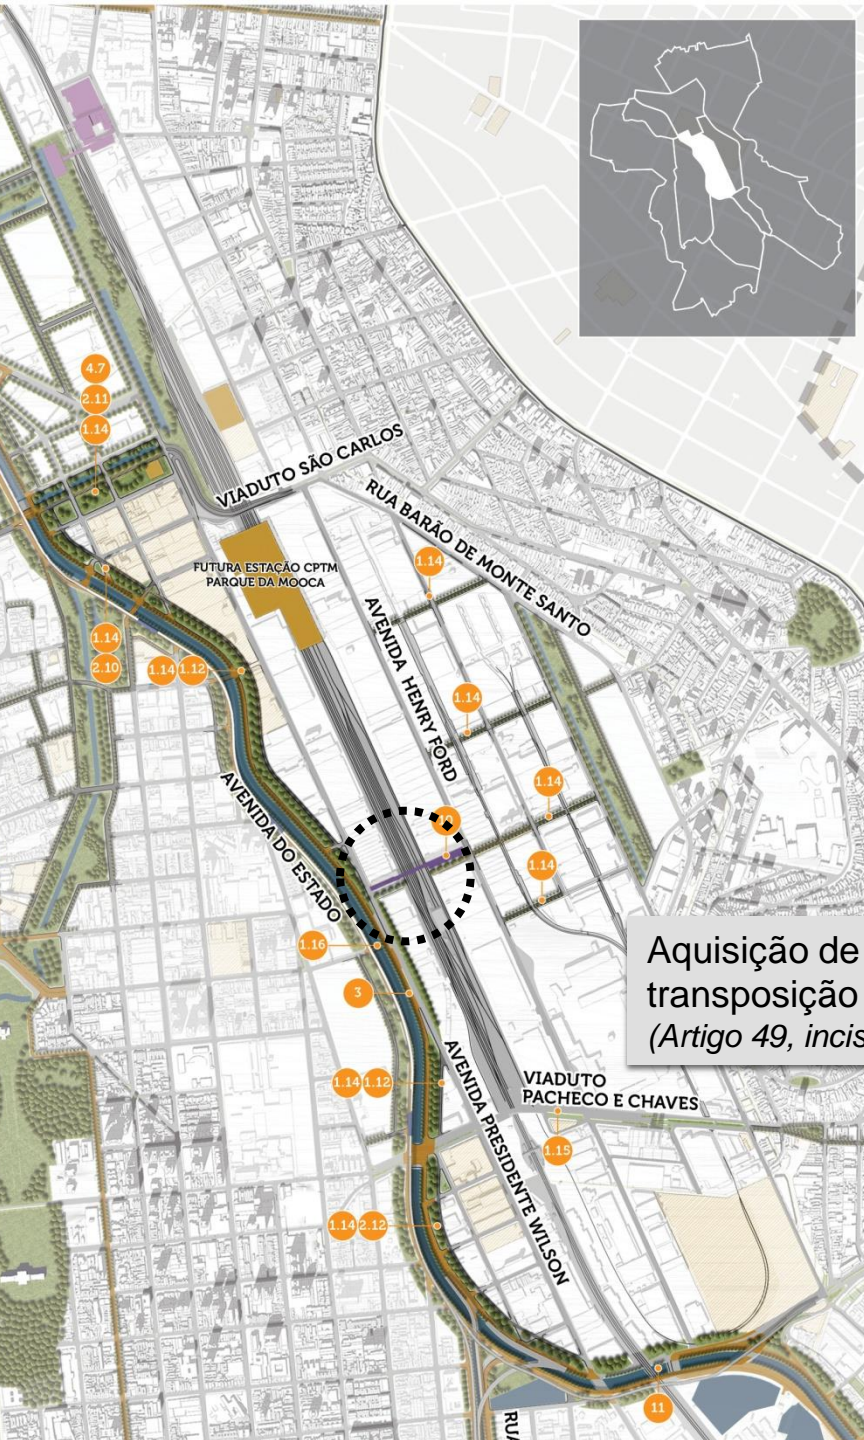 4.7
2.11
1.14
VIADUTO SÃO CARLOS
RUA BARÃO DE MONTE SANTO
FUTURA ESTAÇÃO CPTM
PARQUE DA MOOCA
1.14
AVENIDA HENRY FORD
1.14
2.10
1.14 1.12
1.14
AVENIDA DO ESTADO
1.14
10
1.14
1.16
3
Aquisição de
transposição
(Artigo 49, incis
1.14 1.12
AVENIDA PRESIDENTE WILSON
VIADUTO
PACHECO E CHAVES
1.15
1.14 2.12
11
RUA